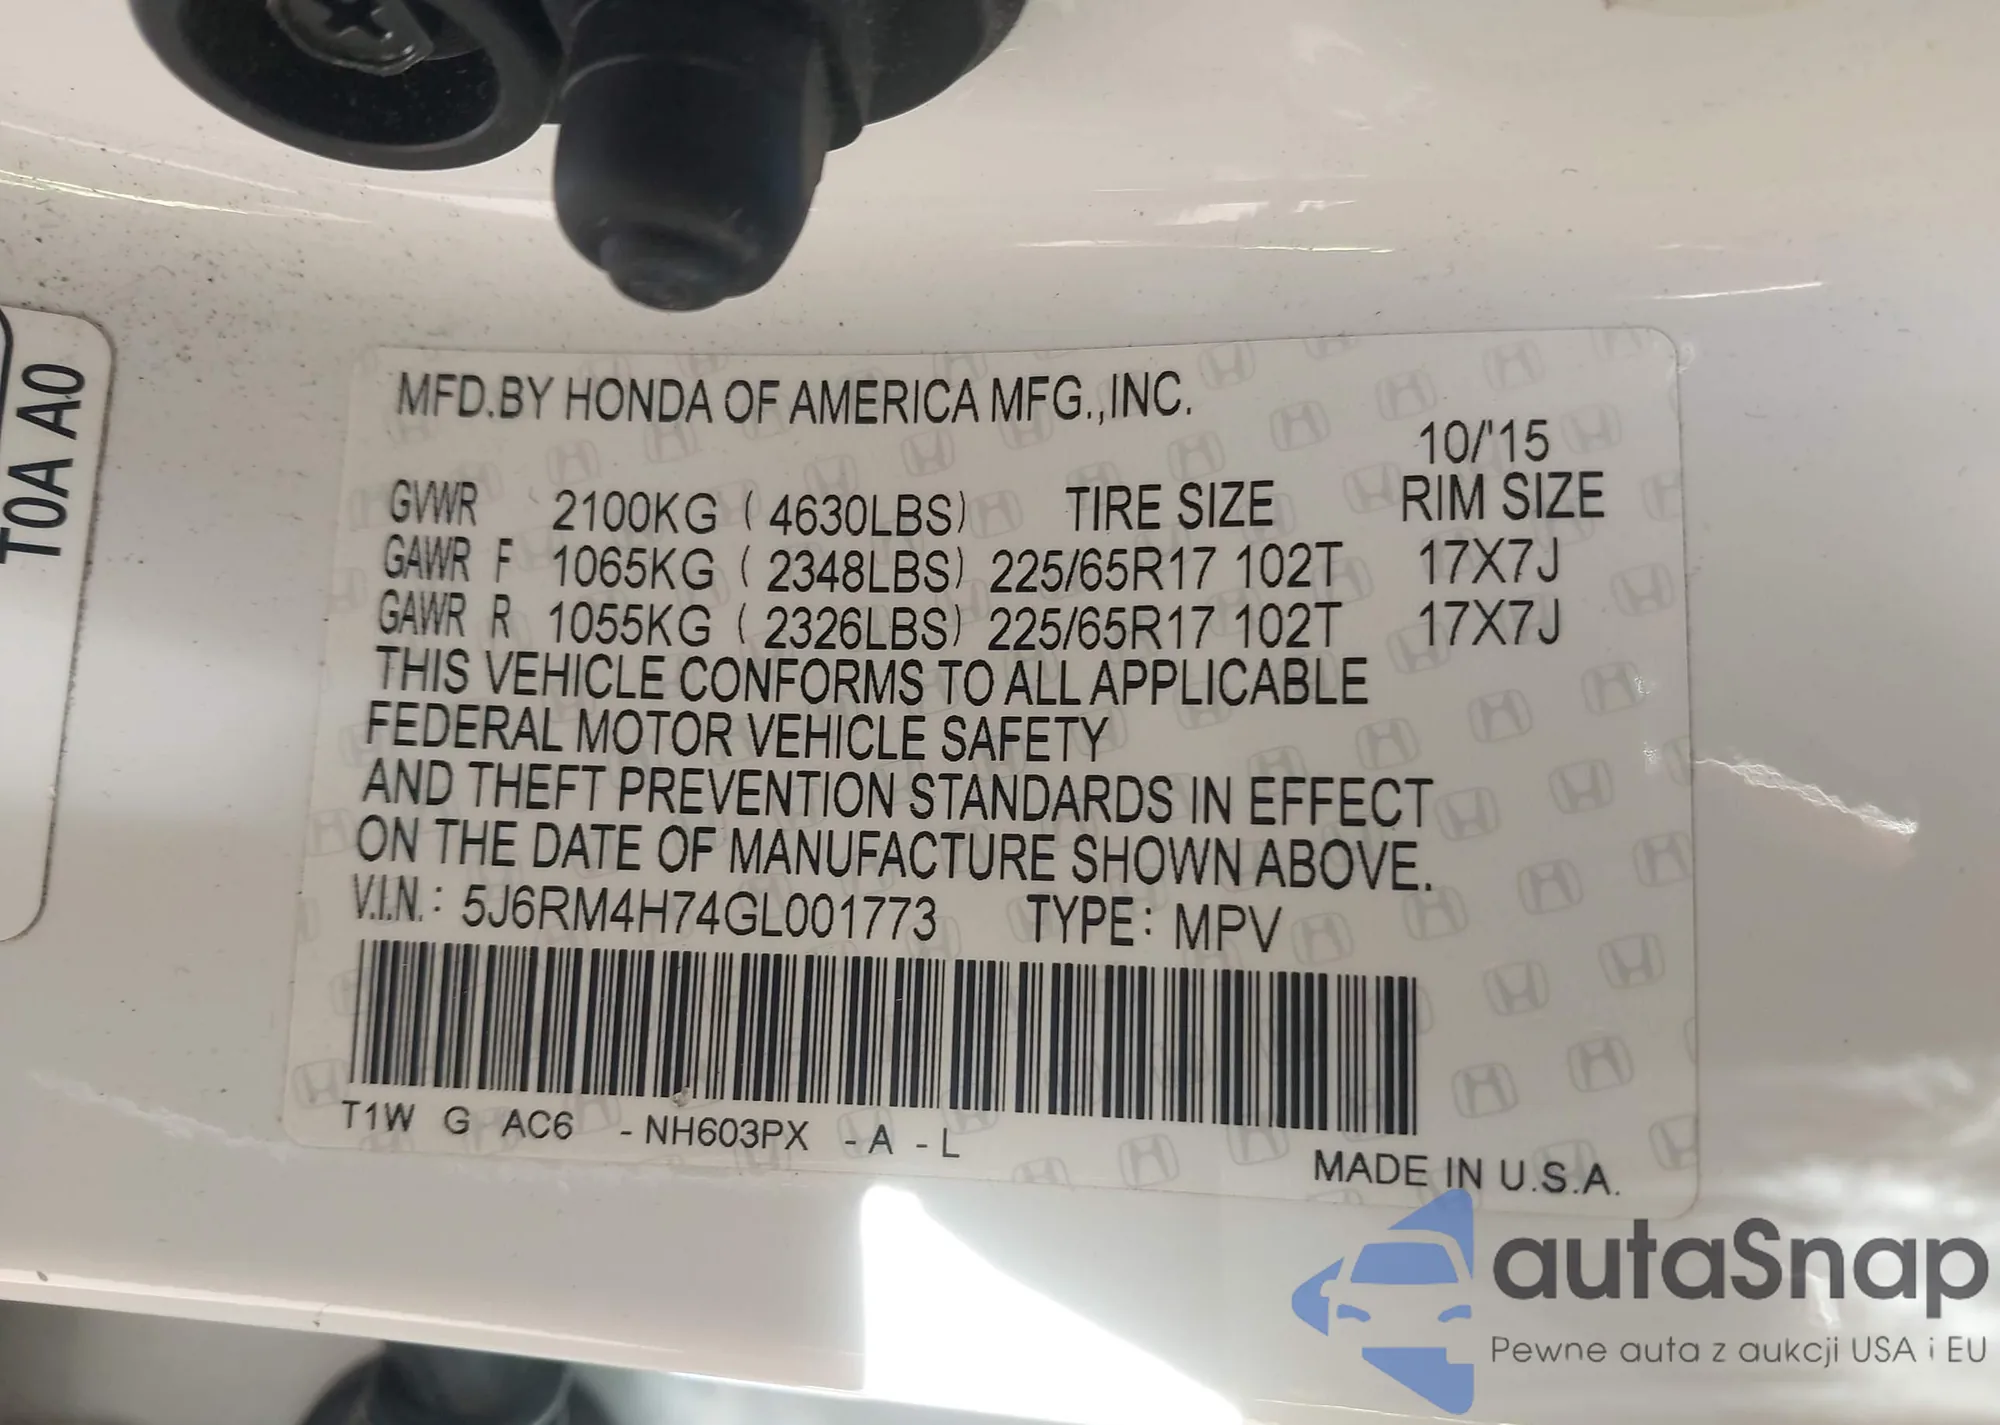 T0A A0
MFD.BY HONDA OF AMERICA MFG.,INC.
10/'15
GVWR 2100KG ( 4630LBS) TIRE SIZE RIM SIZE
GAWR F 1065KG ( 2348LBS) 225/65R17 102T 17X7J
GAWR R 1055KG ( 2326LBS) 225/65R17 102T 17X7J
THIS VEHICLE CONFORMS TO ALL APPLICABLE
FEDERAL MOTOR VEHICLE SAFETY
AND THEFT PREVENTION STANDARDS IN EFFECT
ON THE DATE OF MANUFACTURE SHOWN ABOVE.
V.I.N.: 5J6RM4H74GL001773 TYPE: MPV
T1W G AC6 -NH603PX -A -L
MADE IN U.S.A.
autaSnap
Pewne auta z aukcji USA i EU